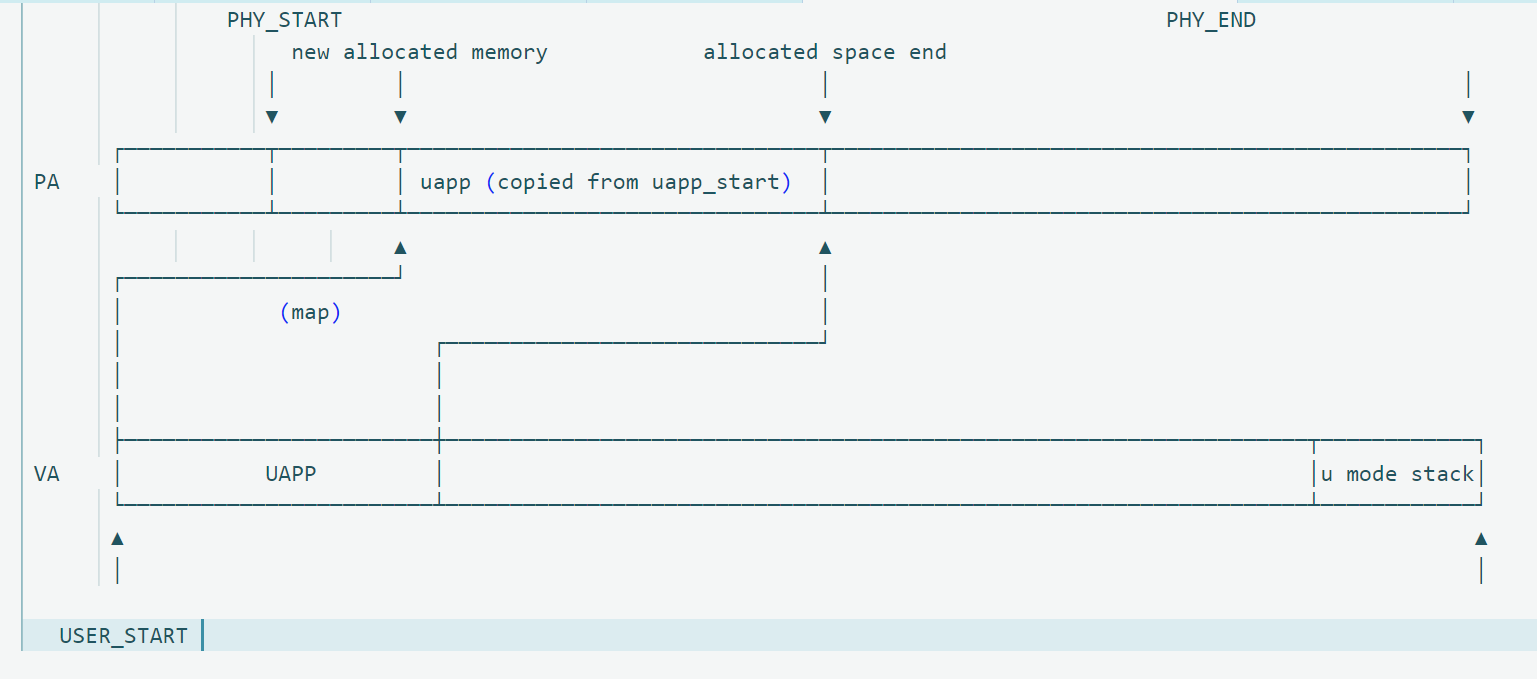 PHY_START PHY_END
new allocated memory allocated space end
PA uapp (copied from uapp_start)
(map)
VA UAPP u mode stack
USER_START